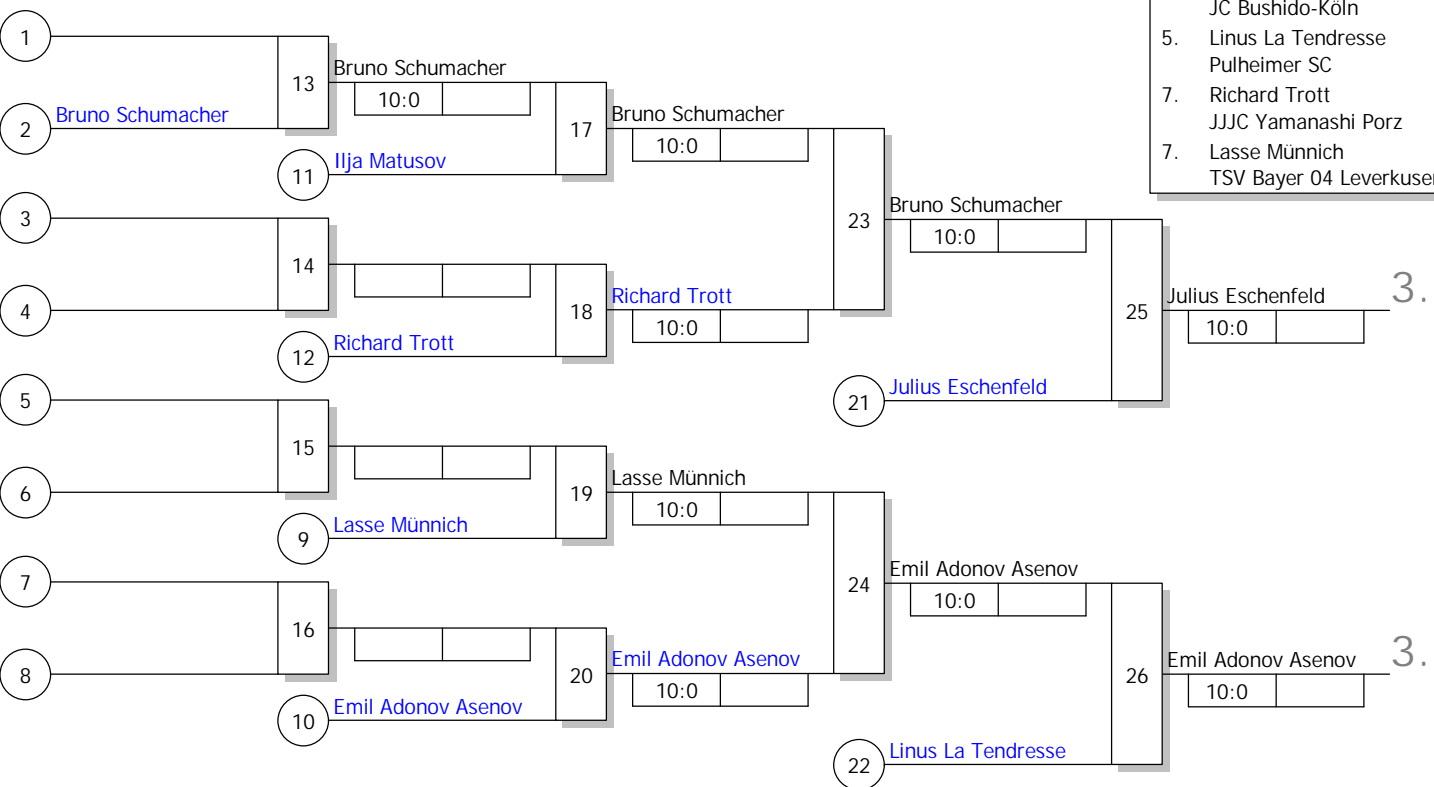 JC Bushido-Köln
5. Linus La Tendresse
Pulheimer SC
7. Richard Trott
JJJC Yamanashi Porz
7. Lasse Münnich
TSV Bayer 04 Leverkusen
1
13
Bruno Schumacher
10:0
2
Bruno Schumacher
17
Bruno Schumacher
10:0
11
Ilja Matusov
3
14
4
18
Richard Trott
10:0
12
Richard Trott
23
Bruno Schumacher
10:0
25
Julius Eschenfeld
10:0
3.
21
Julius Eschenfeld
5
15
6
19
Lasse Münnich
10:0
9
Lasse Münnich
7
16
8
20
Emil Adonov Asenov
10:0
10
Emil Adonov Asenov
24
Emil Adonov Asenov
10:0
26
Emil Adonov Asenov
10:0
3.
22
Linus La Tendresse